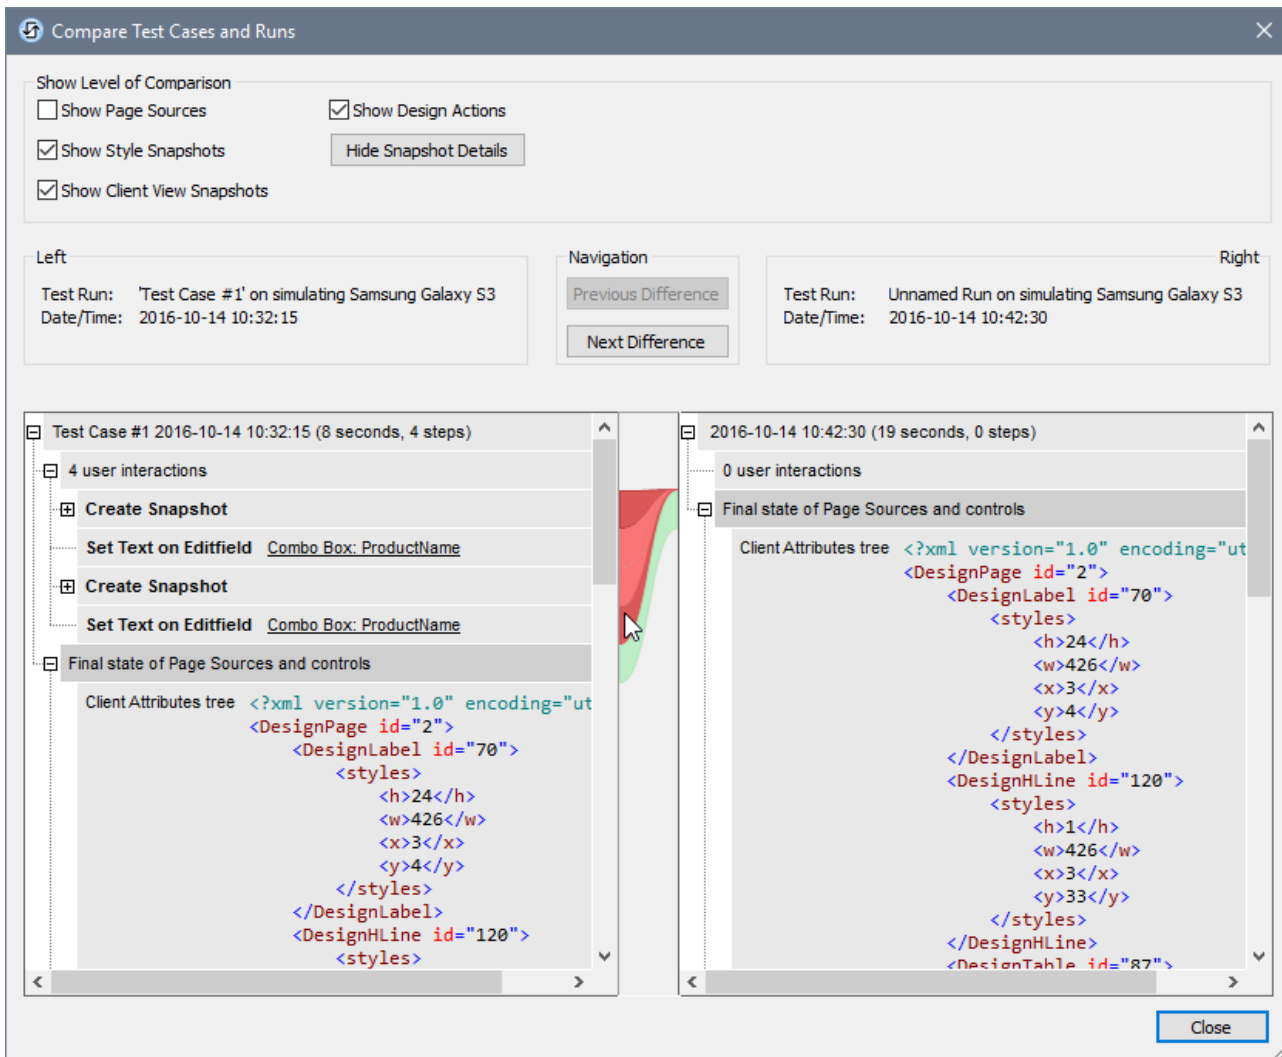 Compare Test Cases and Runs
Show Level of Comparison
Show Page Sources
Show Design Actions
Show Style Snapshots
Hide Snapshot Details
Show Client View Snapshots
Left
Test Run: 'Test Case #1' on simulating Samsung Galaxy S3
Date/Time: 2016-10-14 10:32:15
Navigation
Previous Difference
Next Difference
Right
Test Run: Unnamed Run on simulating Samsung Galaxy S3
Date/Time: 2016-10-14 10:42:30
Test Case #1 2016-10-14 10:32:15 (8 seconds, 4 steps)
4 user interactions
Create Snapshot
Set Text on Editfield Combo Box: ProductName
Create Snapshot
Set Text on Editfield Combo Box: ProductName
Final state of Page Sources and controls
Client Attributes tree <?xml version="1.0" encoding="ut
<DesignPage id="2">
<DesignLabel id="70">
<styles>
<h>24</h>
<w>426</w>
<x>3</x>
<y>4</y>
</styles>
</DesignLabel>
<DesignHLine id="120">
<styles>
2016-10-14 10:42:30 (19 seconds, 0 steps)
0 user interactions
Final state of Page Sources and controls
Client Attributes tree <?xml version="1.0" encoding="ut
<DesignPage id="2">
<DesignLabel id="70">
<styles>
<h>24</h>
<w>426</w>
<x>3</x>
<y>4</y>
</styles>
</DesignLabel>
<DesignHLine id="120">
<styles>
<h>1</h>
<w>426</w>
<x>3</x>
<y>33</y>
</styles>
</DesignHLine>
<DesignTable id="87">
Close